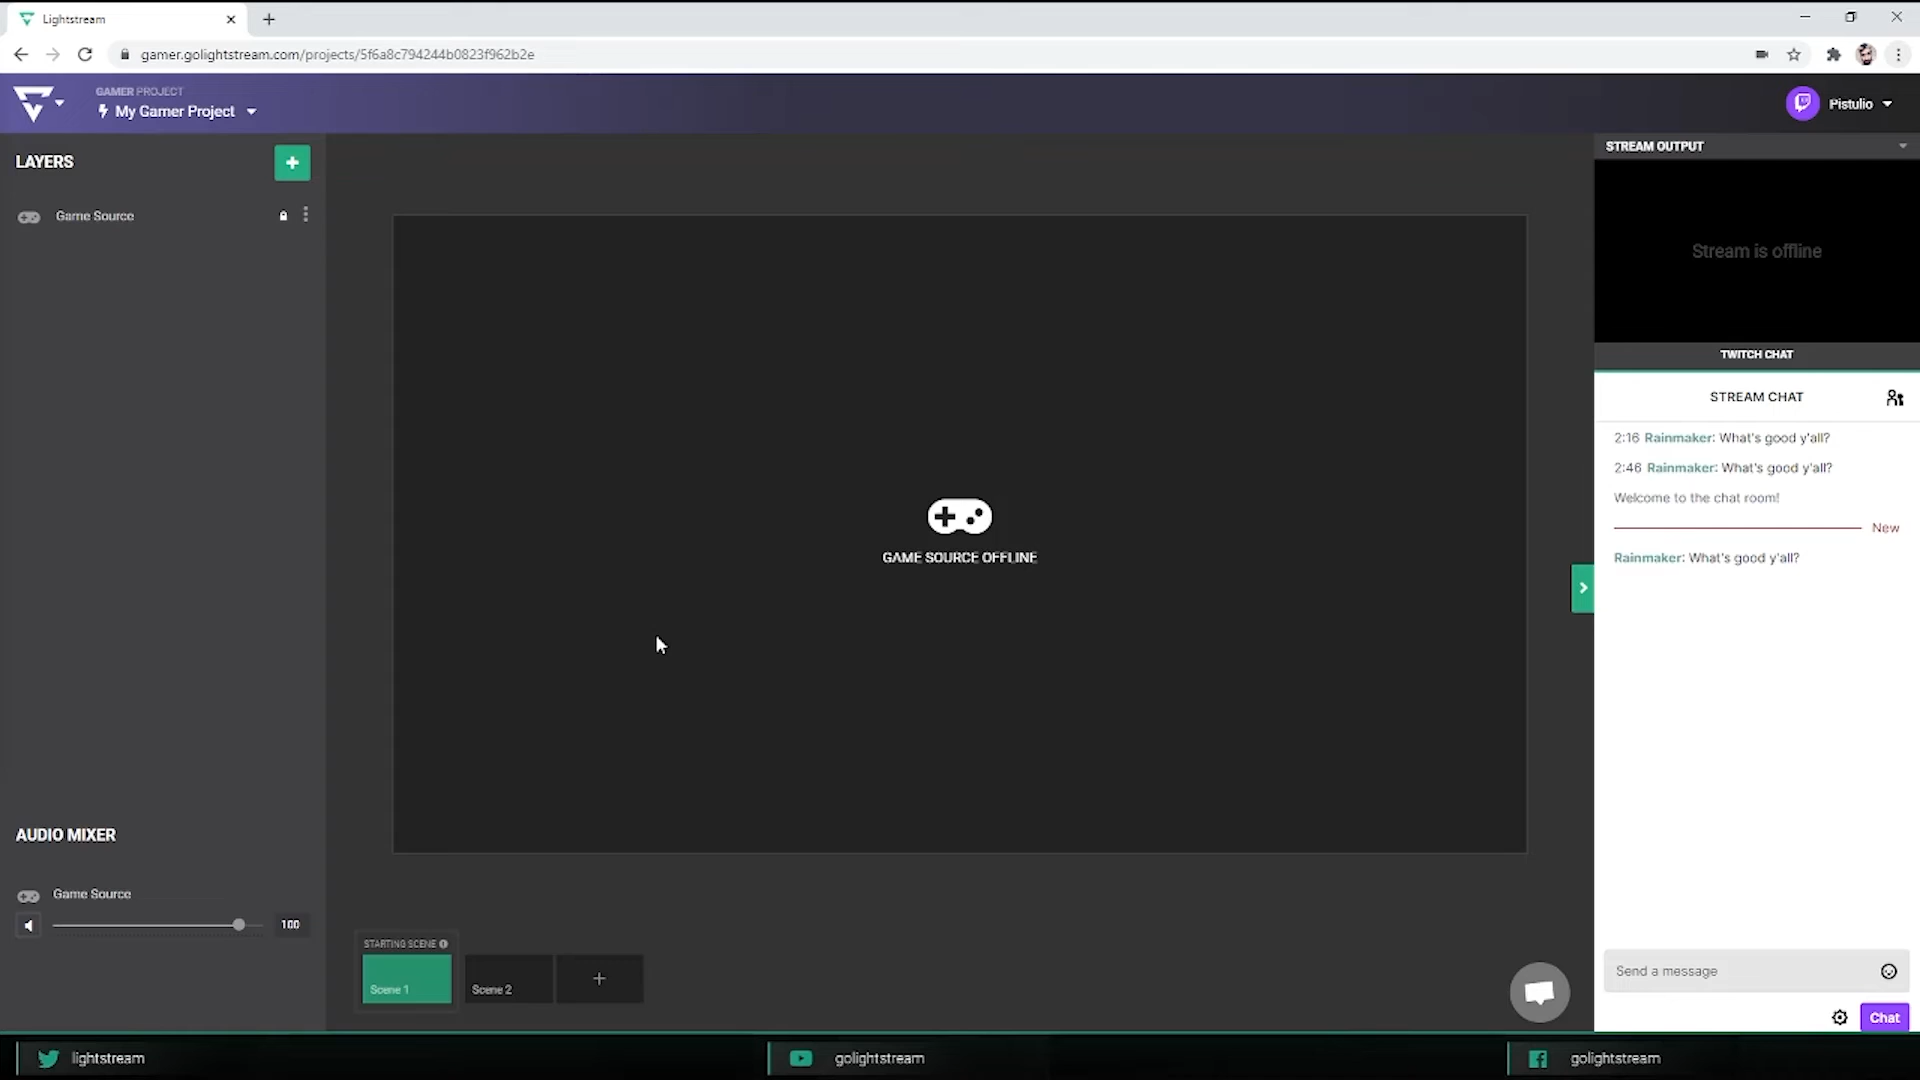 Lightstream
gamer.golightstream.com/projects/5f6a8c794244b0823f962b2e
GAMER PROJECT
My Gamer Project
Pistulio
LAYERS
Game Source
GAME SOURCE OFFLINE
AUDIO MIXER
Game Source
100
STARTING SCENE
Scene 1
Scene 2
STREAM OUTPUT
Stream is offline
TWITCH CHAT
STREAM CHAT
2:16 Rainmaker: What's good y'all?
2:46 Rainmaker: What's good y'all?
Welcome to the chat room!
New
Rainmaker: What's good y'all?
Send a message
Chat
lightstream
golightstream
golightstream